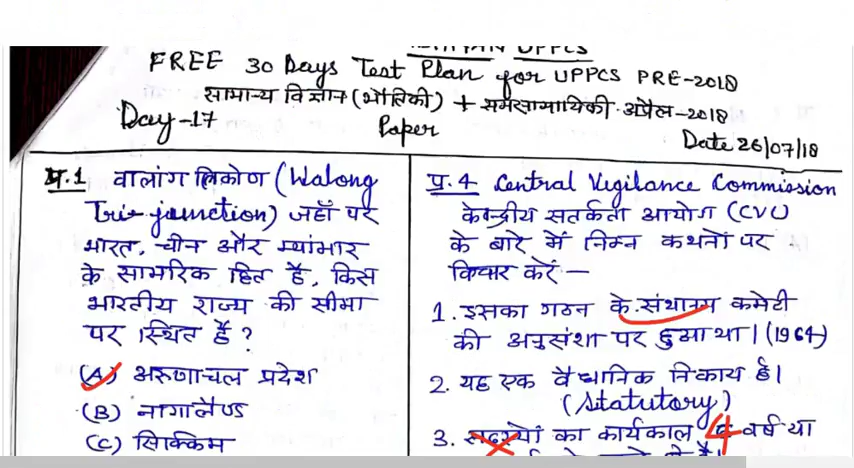 UPPCS
FREE 30 Days Test Plan for UPPCS PRE-2018
सामान्य विज्ञान (भौतिकी) + समसामायिकी अप्रैल-2018
Day-17 Paper Date 26/07/18
प्र.1 वालांग त्रिकोण (Walong
Tri-junction) जहाँ पर
भारत, चीन और म्यांमार
के सामरिक हित है, किस
भारतीय राज्य की सीमा
पर स्थित है ?
(A) अरुणाचल प्रदेश
(B) नागालैण्ड
(C) सिक्किम
प्र.4 Central Vigilance Commission
केन्द्रीय सतर्कता आयोग (CVC)
के बारे में निम्न कथनों पर
विचार करें —
1. इसका गठन के.संथानम कमेटी
की अनुसंशा पर हुआ था। (1964)
2. यह एक वैधानिक निकाय है।
(Statutory)
3. सदस्यों का कार्यकाल 4 वर्ष या